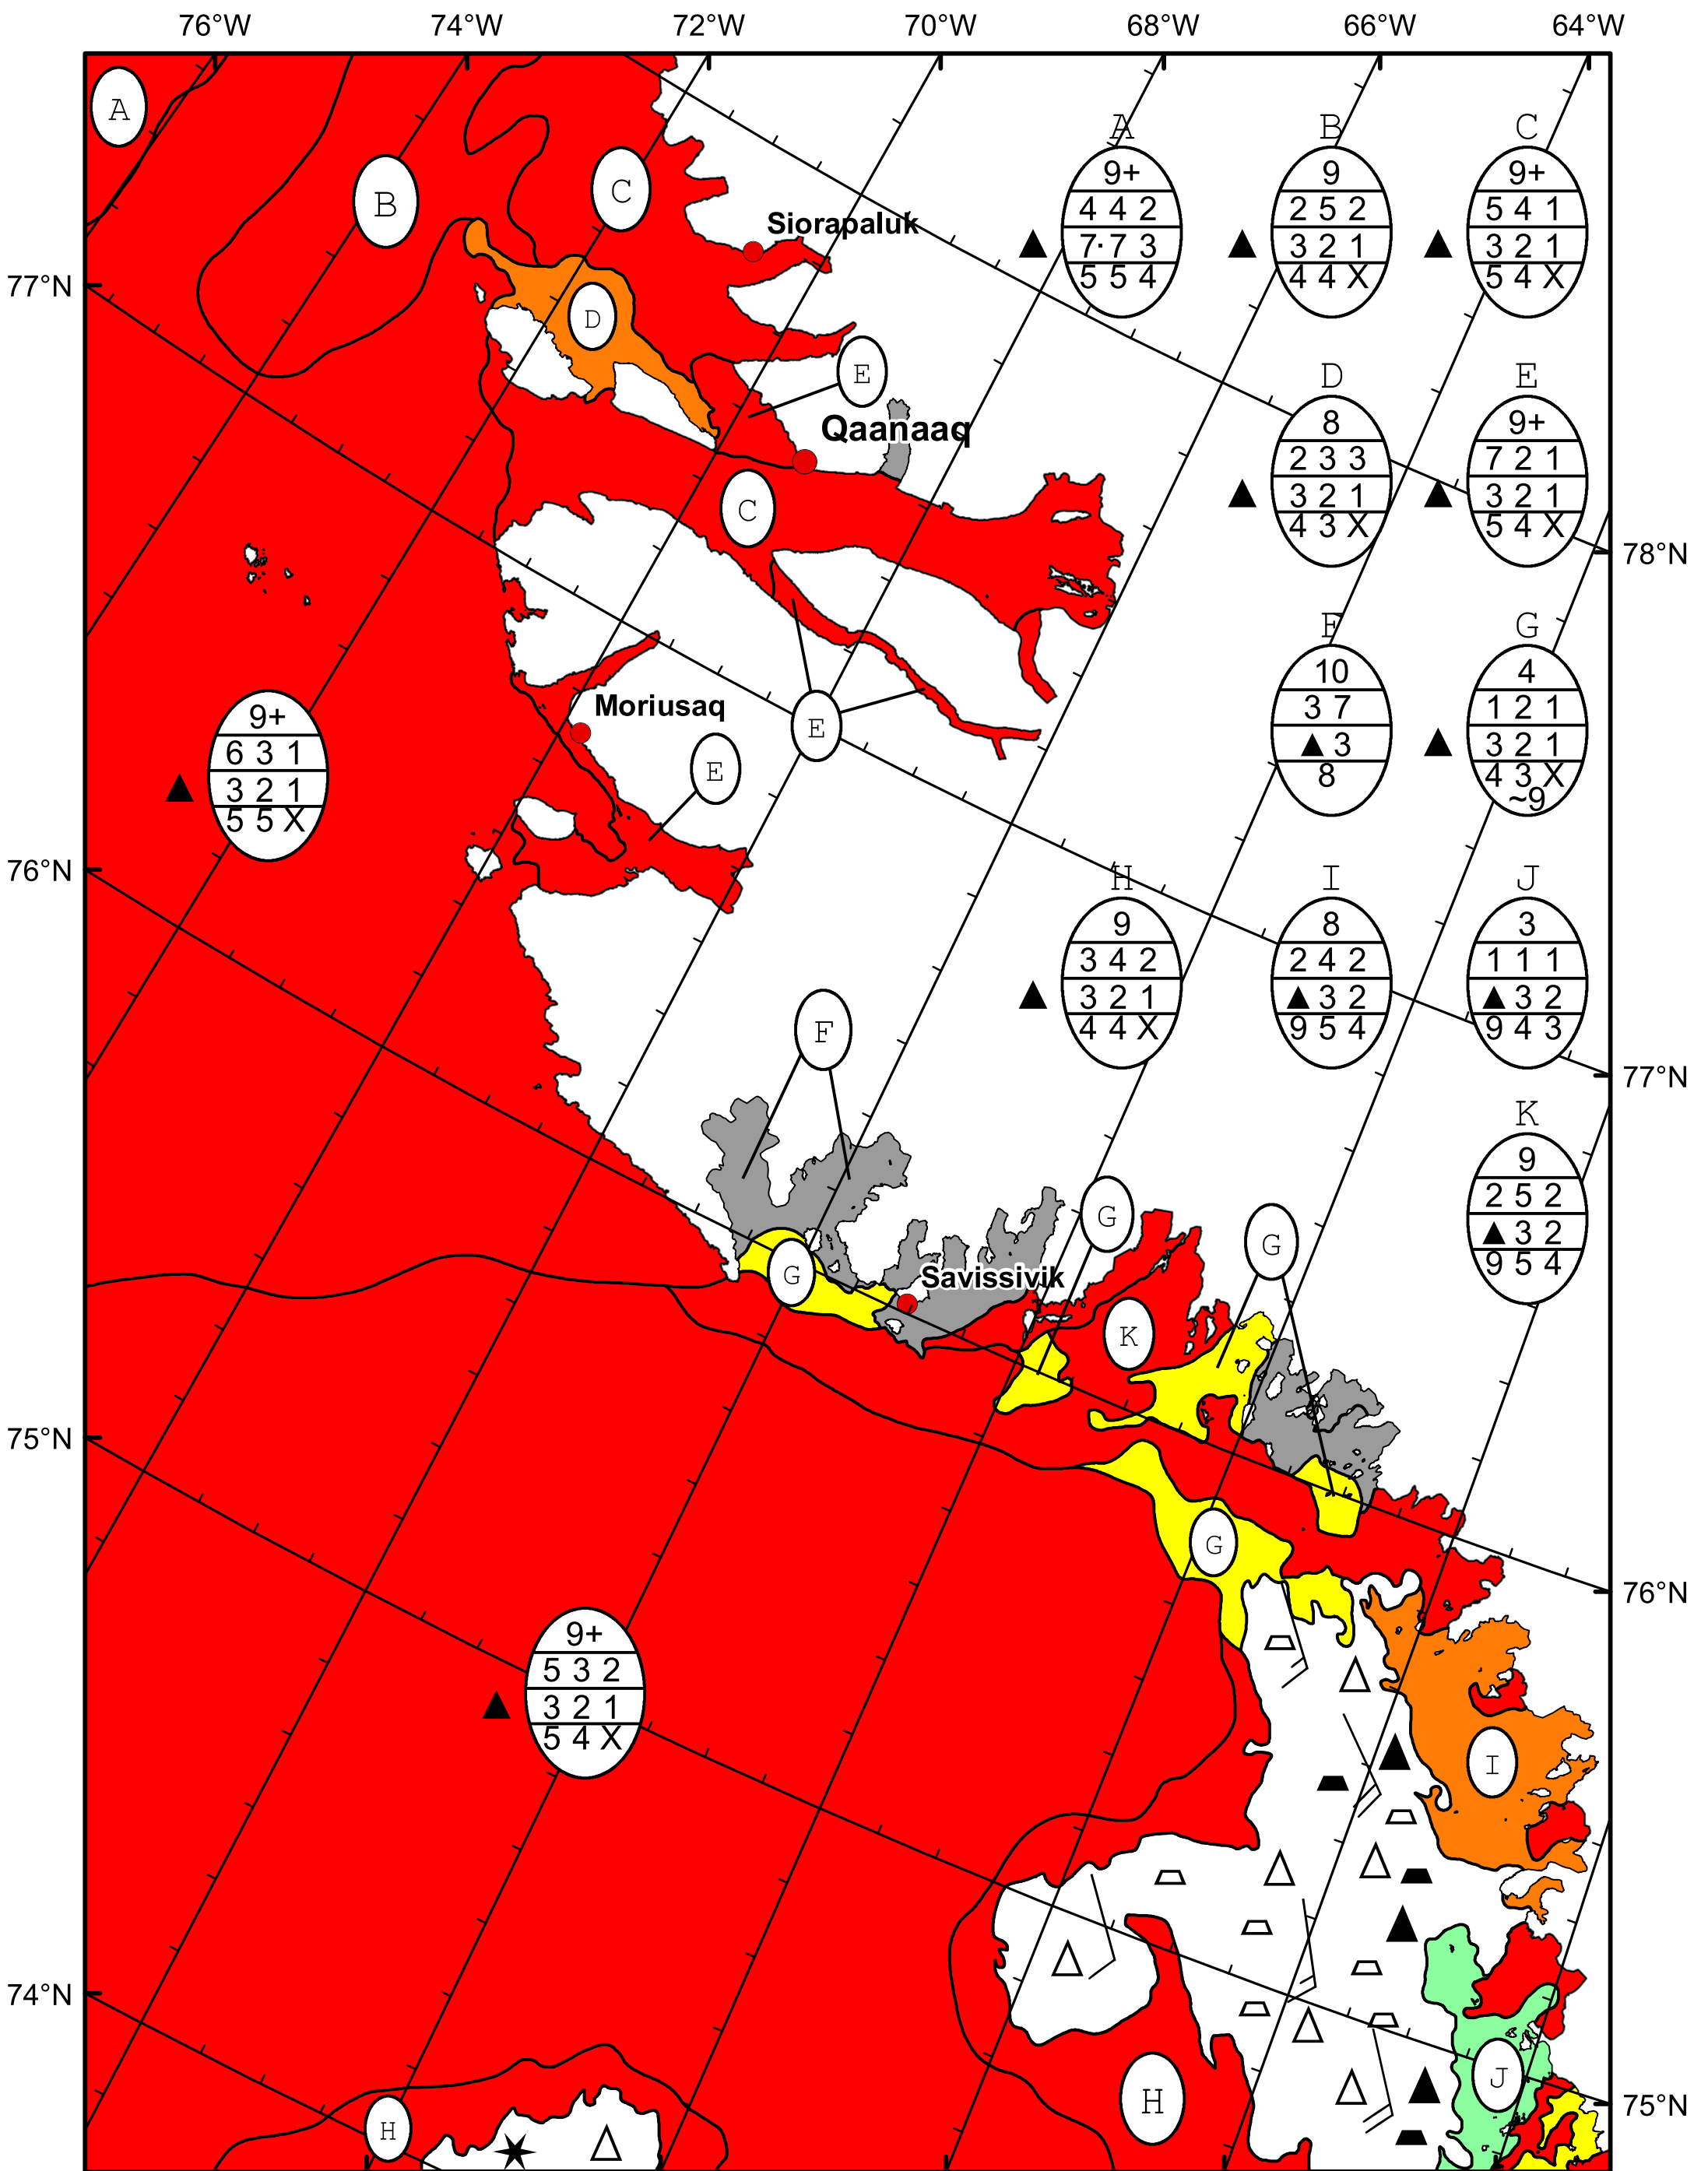 76°W 74°W 72°W 70°W 68°W 66°W 64°W
A
B
C
A
9+
4 4 2
7·7 3
5 5 4
B
9
2 5 2
3 2 1
4 4 X
C
9+
5 4 1
3 2 1
5 4 X
Siorapaluk
77°N
D
E
Qaanaaq
D
8
2 3 3
3 2 1
4 3 X
E
9+
7 2 1
3 2 1
5 4 X
C
78°N
F
10
3 7
▲ 3
8
G
4
1 2 1
3 2 1
4 3 X
~9
Moriusaq
E
E
9+
6 3 1
3 2 1
5 5 X
76°N
H
9
3 4 2
3 2 1
4 4 X
I
8
2 4 2
▲ 3 2
9 5 4
J
3
1 1 1
▲ 3 2
9 4 3
F
77°N
K
9
2 5 2
▲ 3 2
9 5 4
G
G
G
Savissivik
K
75°N
G
76°N
9+
5 3 2
3 2 1
5 4 X
I
74°N
J
H
H
75°N